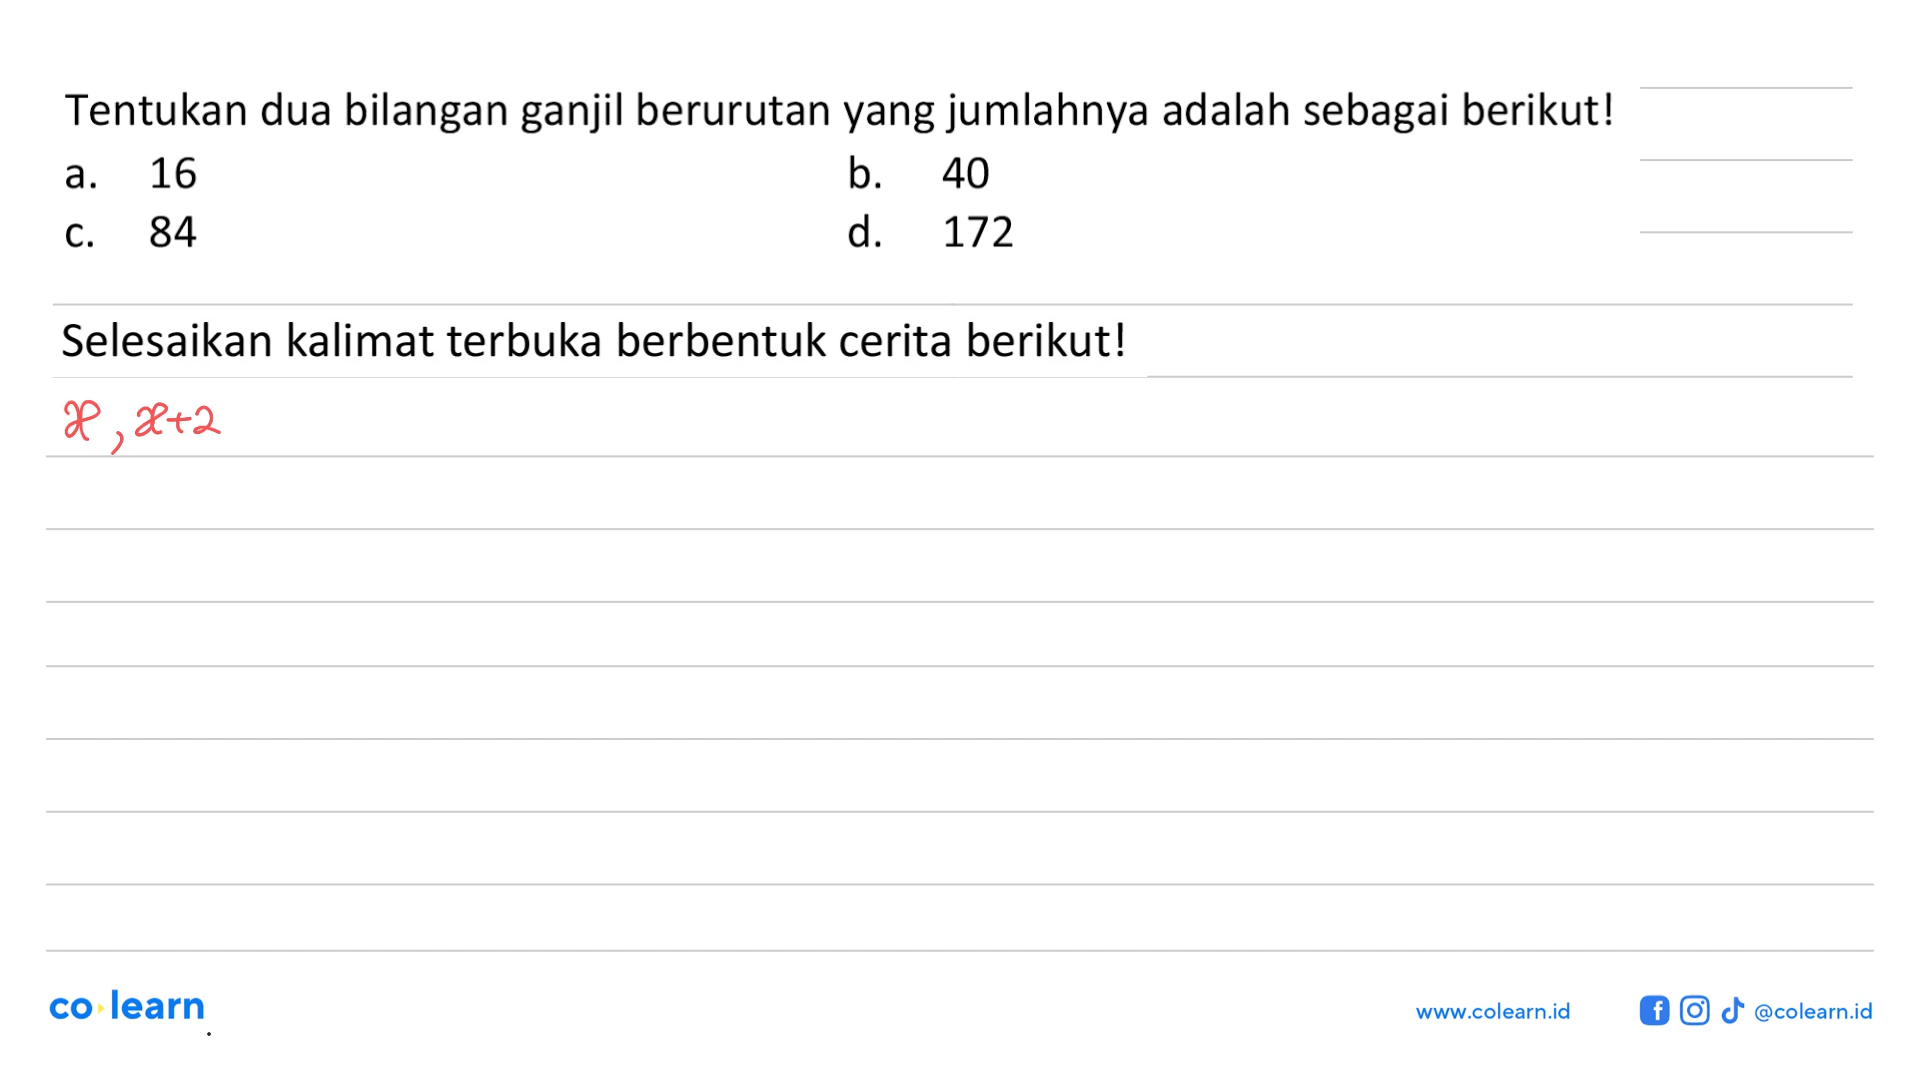 Tentukan dua bilangan ganjil berurutan yang jumlahnya adalah sebagai berikut!
a. 16 b. 40
c. 84 d. 172
Selesaikan kalimat terbuka berbentuk cerita berikut!
x, x+2
co learn
www.colearn.id @colearn.id